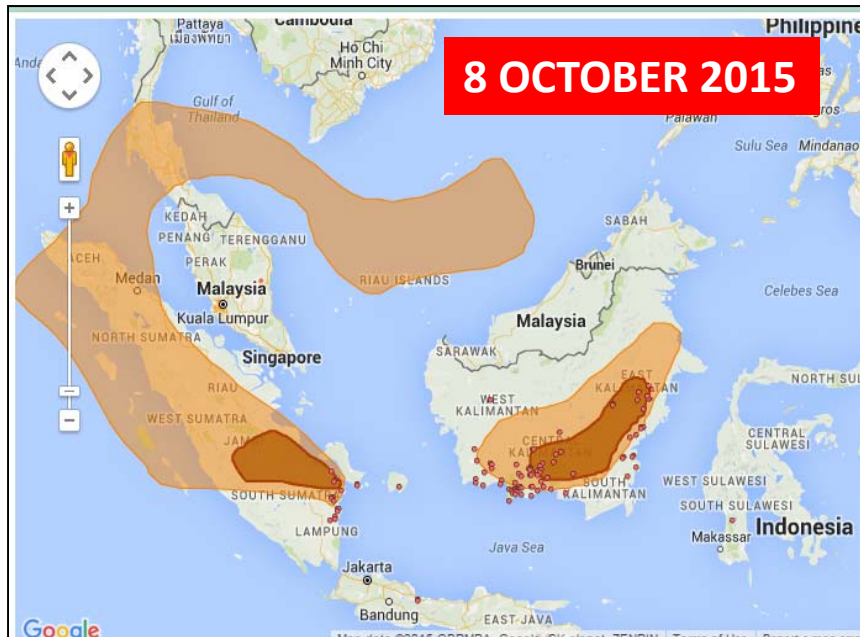 Cambodia
Philippine
Pattaya
เมืองพัทยา
Ho Chi
Minh City
8 OCTOBER 2015
Gulf of
Thailand
Palawan
Sulu Sea
Mindanao
KEDAH
PENANG
TERENGGANU
PERAK
SABAH
ACEH
Medan
RIAU ISLANDS
Brunei
Malaysia
Kuala Lumpur
Celebes Sea
Malaysia
NORTH SUMATRA
Singapore
SARAWAK
RIAU
EAST
KALIMANTAN
NORTH SU
WEST
KALIMANTAN
WEST SUMATRA
CENTRAL
KALIMANTAN
CENTRAL
SULAWESI
SOUTH SUMATRA
SOUTH
KALIMANTAN
WEST SULAWESI
SOUTH SULAWESI
LAMPUNG
Indonesia
Makassar
Java Sea
Jakarta
Bandung
EAST JAVA
Google